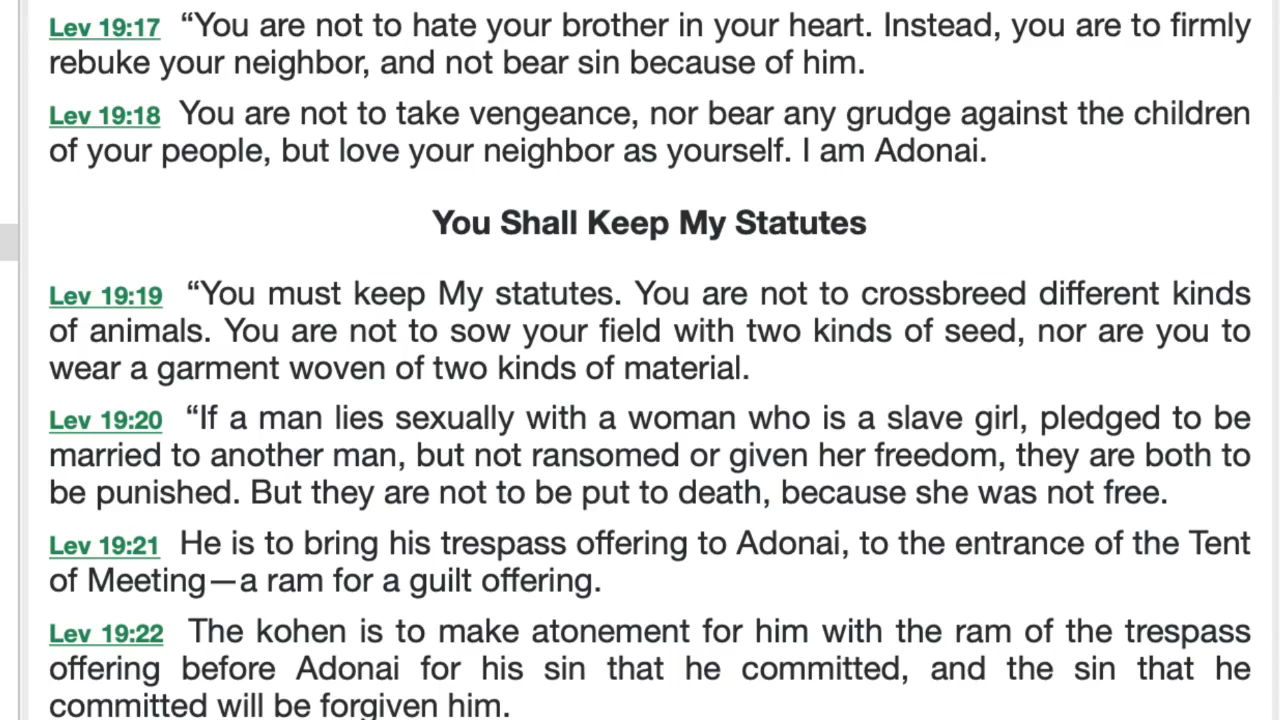 Lev 19:17 “You are not to hate your brother in your heart. Instead, you are to firmly
rebuke your neighbor, and not bear sin because of him.
Lev 19:18 You are not to take vengeance, nor bear any grudge against the children
of your people, but love your neighbor as yourself. I am Adonai.
You Shall Keep My Statutes
Lev 19:19 “You must keep My statutes. You are not to crossbreed different kinds
of animals. You are not to sow your field with two kinds of seed, nor are you to
wear a garment woven of two kinds of material.
Lev 19:20 “If a man lies sexually with a woman who is a slave girl, pledged to be
married to another man, but not ransomed or given her freedom, they are both to
be punished. But they are not to be put to death, because she was not free.
Lev 19:21 He is to bring his trespass offering to Adonai, to the entrance of the Tent
of Meeting—a ram for a guilt offering.
Lev 19:22 The kohen is to make atonement for him with the ram of the trespass
offering before Adonai for his sin that he committed, and the sin that he
committed will be forgiven him.